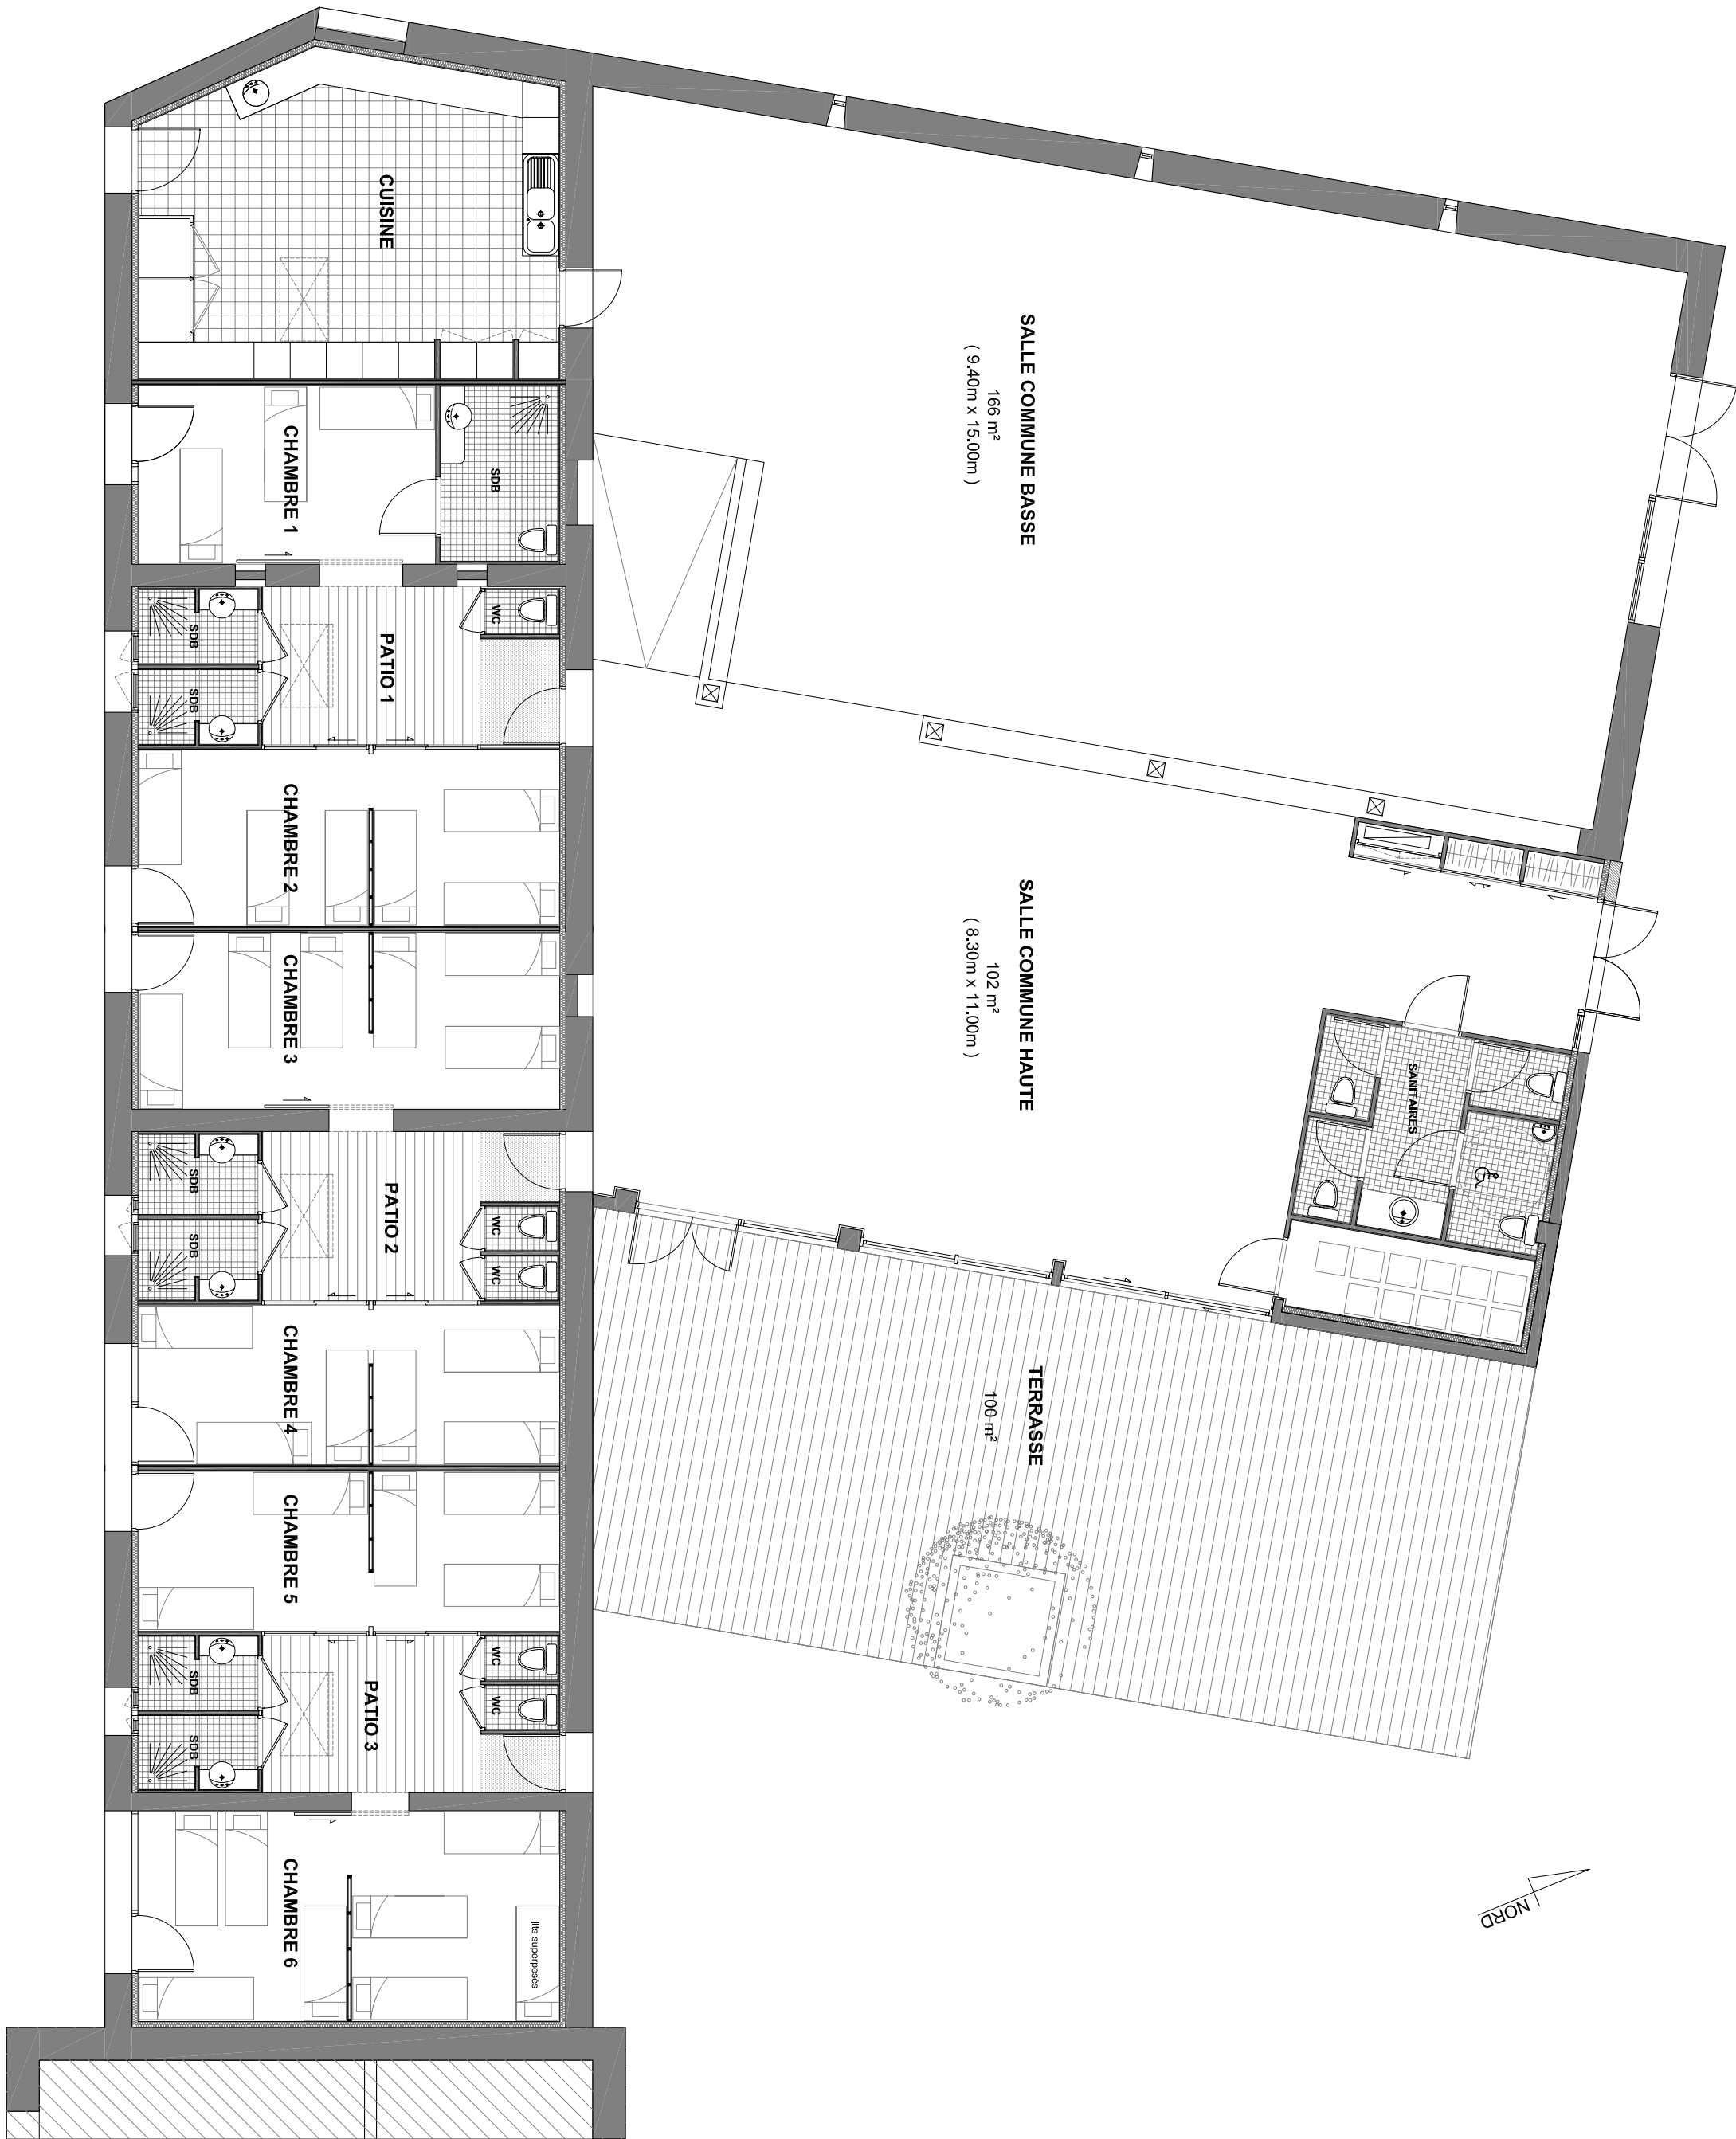 CUISINE
SALLE COMMUNE BASSE
166 m²
( 9.40m x 15.00m )
CHAMBRE 1
SDB
SDB
SDB
PATIO 1
WC
CHAMBRE 2
CHAMBRE 3
SALLE COMMUNE HAUTE
102 m²
( 8.30m x 11.00m )
SANITAIRES
SDB
SDB
PATIO 2
WC
WC
CHAMBRE 4
CHAMBRE 5
TERRASSE
100 m²
SDB
SDB
PATIO 3
WC
WC
CHAMBRE 6
lits superposés
NORD